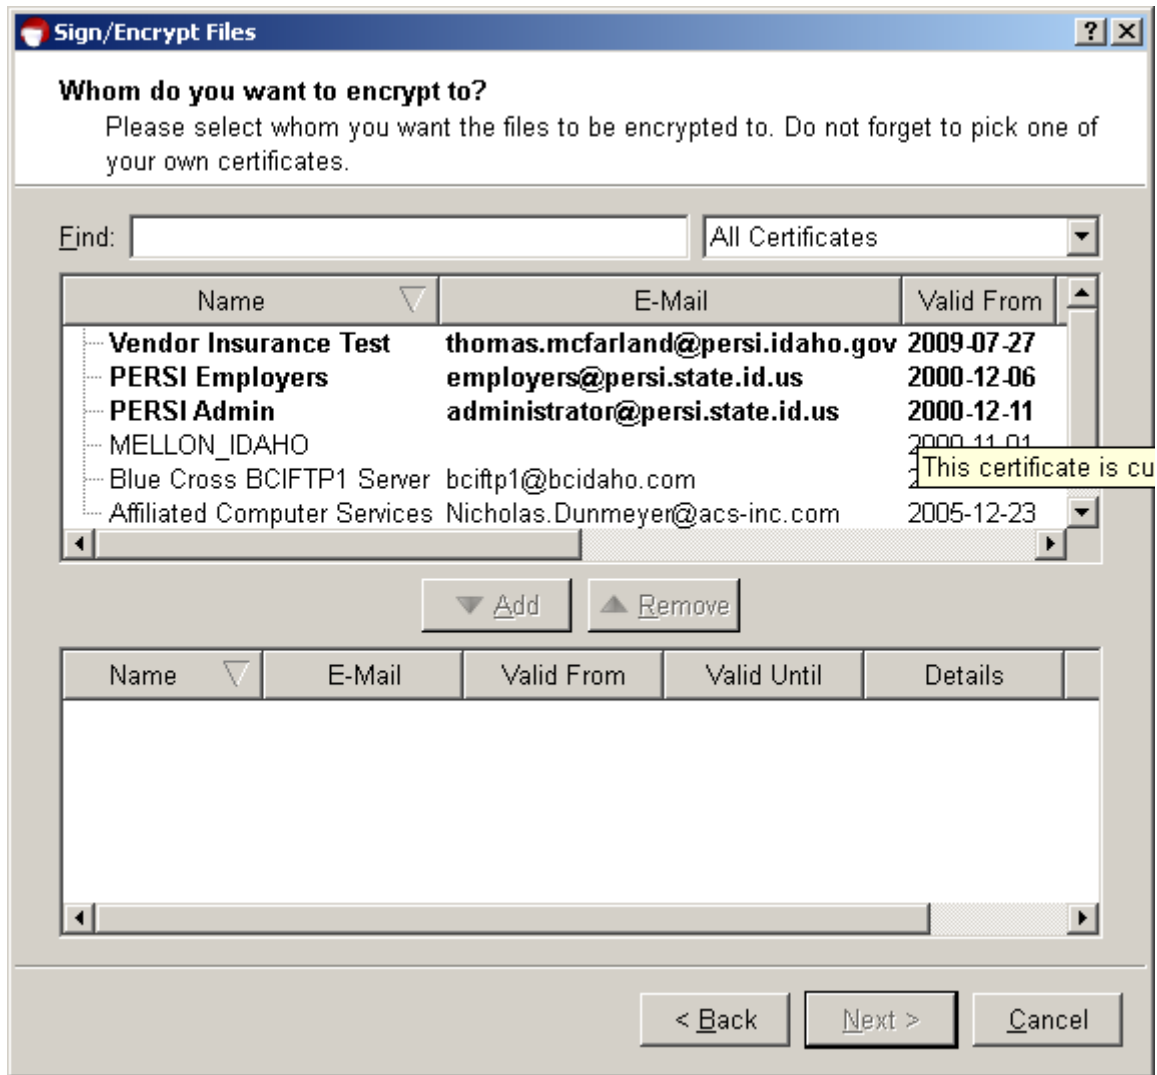 Sign/Encrypt Files
Whom do you want to encrypt to?
Please select whom you want the files to be encrypted to. Do not forget to pick one of
your own certificates.
Find: All Certificates
Name E-Mail Valid From
Vendor Insurance Test thomas.mcfarland@persi.idaho.gov 2009-07-27
PERSI Employers employers@persi.state.id.us 2000-12-06
PERSI Admin administrator@persi.state.id.us 2000-12-11
MELLON_IDAHO
This certificate is cu
Blue Cross BCIFTP1 Server bciftp1@bcidaho.com
Affiliated Computer Services Nicholas.Dunmeyer@acs-inc.com 2005-12-23
Add Remove
Name E-Mail Valid From Valid Until Details
< Back Next > Cancel